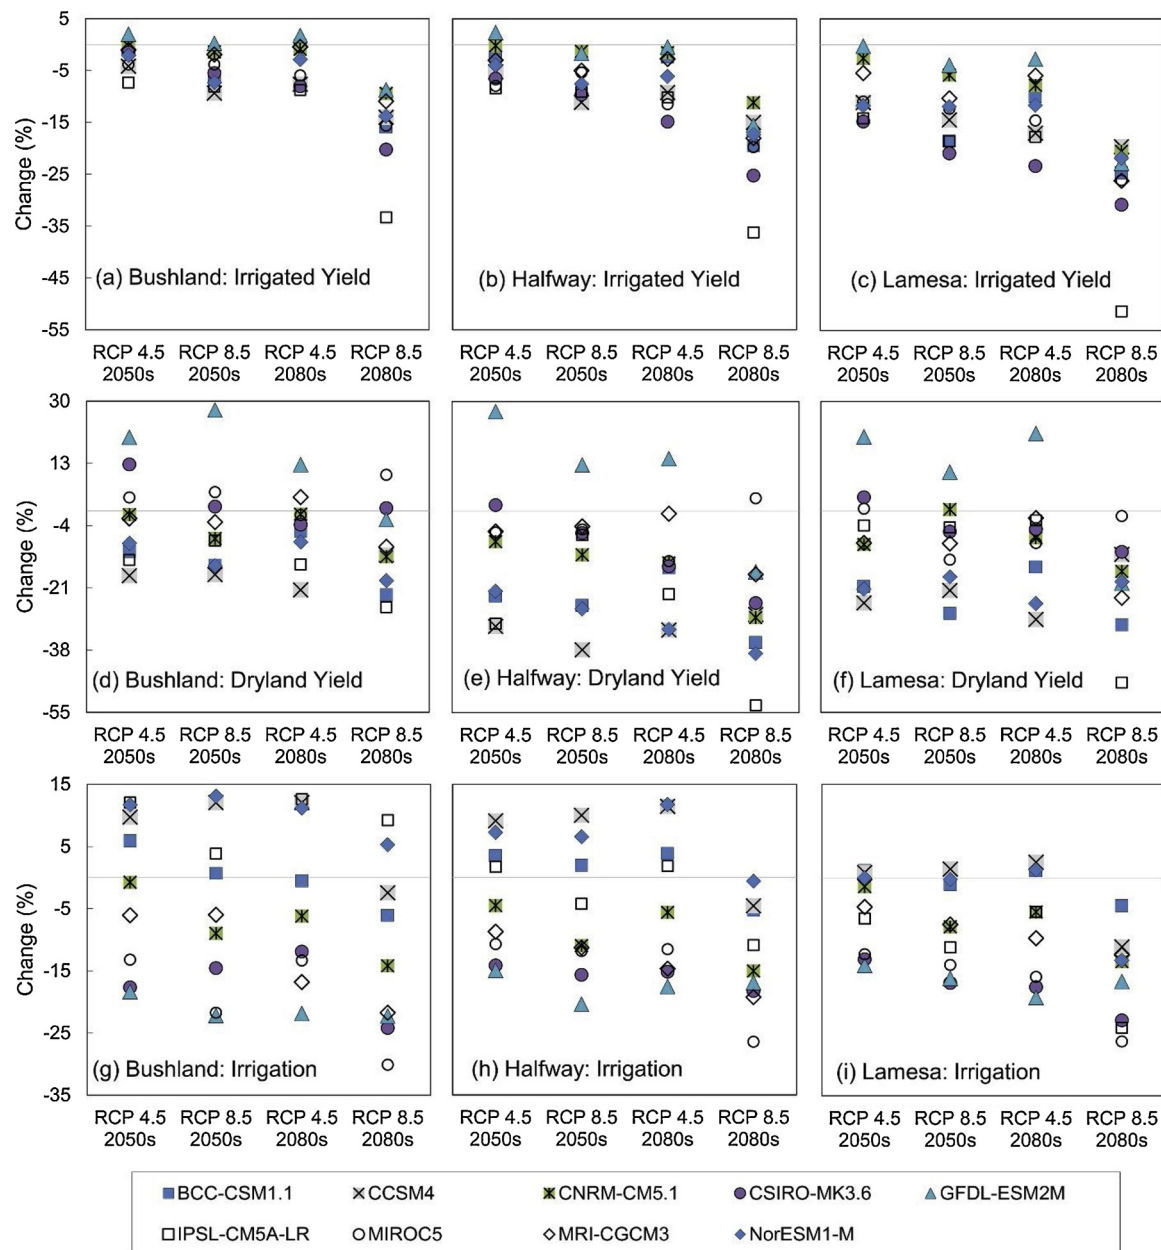 5
-5
-15
-25
-35
-45
-55
Change (%)
(a) Bushland: Irrigated Yield
(b) Halfway: Irrigated Yield
(c) Lamesa: Irrigated Yield
RCP 4.5 RCP 8.5 RCP 4.5 RCP 8.5
2050s 2050s 2080s 2080s
RCP 4.5 RCP 8.5 RCP 4.5 RCP 8.5
2050s 2050s 2080s 2080s
RCP 4.5 RCP 8.5 RCP 4.5 RCP 8.5
2050s 2050s 2080s 2080s
30
13
-4
-21
-38
-55
Change (%)
(d) Bushland: Dryland Yield
(e) Halfway: Dryland Yield
(f) Lamesa: Dryland Yield
RCP 4.5 RCP 8.5 RCP 4.5 RCP 8.5
2050s 2050s 2080s 2080s
RCP 4.5 RCP 8.5 RCP 4.5 RCP 8.5
2050s 2050s 2080s 2080s
RCP 4.5 RCP 8.5 RCP 4.5 RCP 8.5
2050s 2050s 2080s 2080s
15
5
-5
-15
-25
-35
Change (%)
(g) Bushland: Irrigation
(h) Halfway: Irrigation
(i) Lamesa: Irrigation
RCP 4.5 RCP 8.5 RCP 4.5 RCP 8.5
2050s 2050s 2080s 2080s
RCP 4.5 RCP 8.5 RCP 4.5 RCP 8.5
2050s 2050s 2080s 2080s
RCP 4.5 RCP 8.5 RCP 4.5 RCP 8.5
2050s 2050s 2080s 2080s
BCC-CSM1.1 CCSM4 CNRM-CM5.1 CSIRO-MK3.6 GFDL-ESM2M
IPSL-CM5A-LR MIROC5 MRI-CGCM3 NorESM1-M